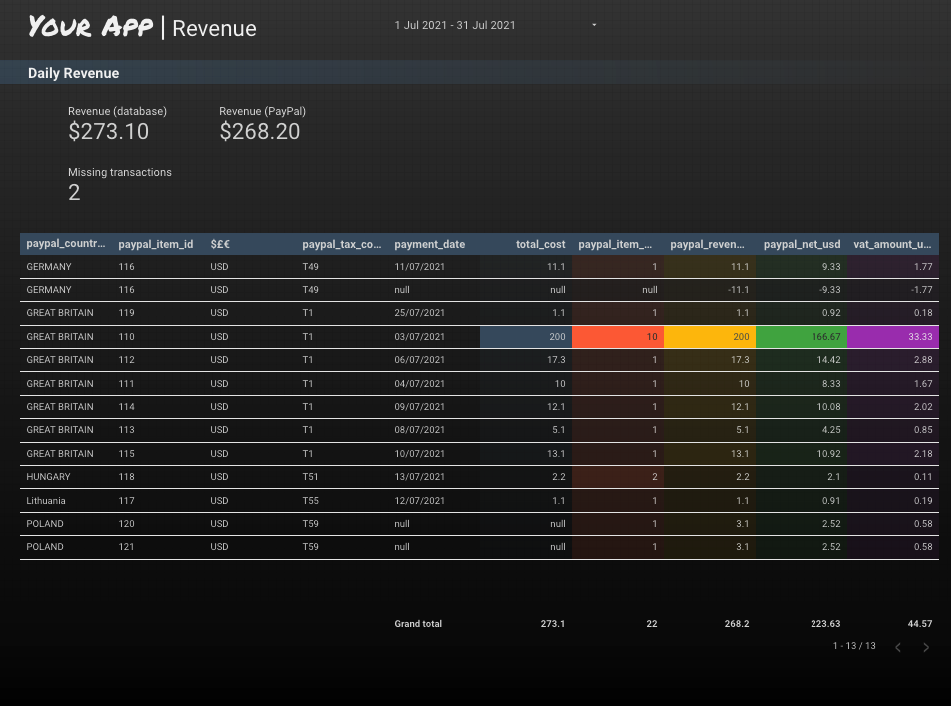 Your App | Revenue 1 Jul 2021 - 31 Jul 2021
Daily Revenue
Revenue (database) Revenue (PayPal)
$273.10 $268.20
Missing transactions
2
paypal_countr... paypal_item_id $£€ paypal_tax_co... payment_date total_cost paypal_item_... paypal_reven... paypal_net_usd vat_amount_u...
GERMANY 116 USD T49 11/07/2021 11.1 1 11.1 9.33 1.77
GERMANY 116 USD T49 null null null -11.1 -9.33 -1.77
GREAT BRITAIN 119 USD T1 25/07/2021 1.1 1 1.1 0.92 0.18
GREAT BRITAIN 110 USD T1 03/07/2021 200 10 200 166.67 33.33
GREAT BRITAIN 112 USD T1 06/07/2021 17.3 1 17.3 14.42 2.88
GREAT BRITAIN 111 USD T1 04/07/2021 10 1 10 8.33 1.67
GREAT BRITAIN 114 USD T1 09/07/2021 12.1 1 12.1 10.08 2.02
GREAT BRITAIN 113 USD T1 08/07/2021 5.1 1 5.1 4.25 0.85
GREAT BRITAIN 115 USD T1 10/07/2021 13.1 1 13.1 10.92 2.18
HUNGARY 118 USD T51 13/07/2021 2.2 2 2.2 2.1 0.11
Lithuania 117 USD T55 12/07/2021 1.1 1 1.1 0.91 0.19
POLAND 120 USD T59 null null 1 3.1 2.52 0.58
POLAND 121 USD T59 null null 1 3.1 2.52 0.58
Grand total 273.1 22 268.2 223.63 44.57
1 - 13 / 13